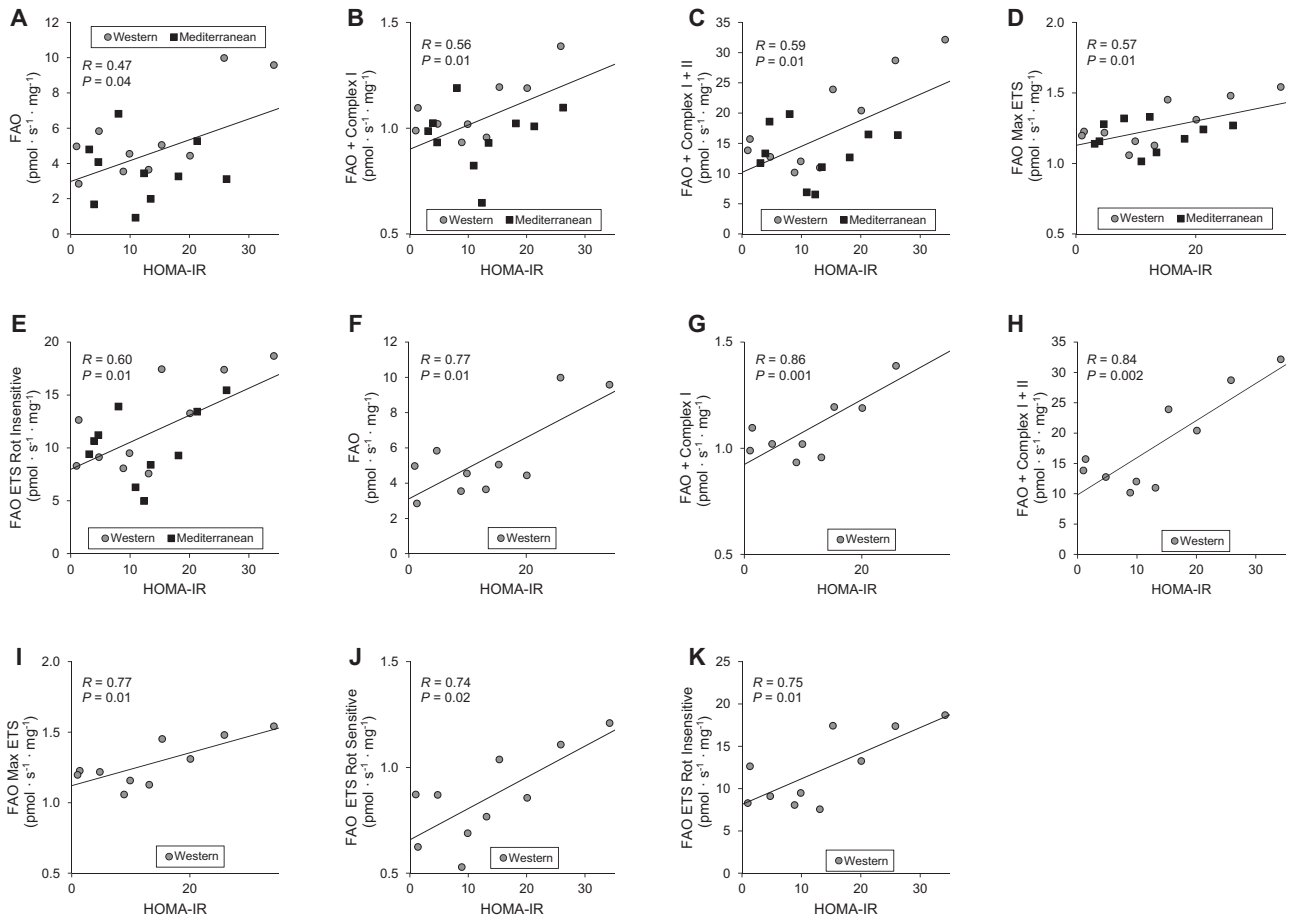 A
FAO
(pmol · s-1 · mg-1)
12
10
8
6
4
2
0
Western Mediterranean
R = 0.47
P = 0.04
0 10 20 30
HOMA-IR
B
FAO + Complex I
(pmol · s-1 · mg-1)
1.5
1.0
0.5
R = 0.56
P = 0.01
Western Mediterranean
0 10 20 30
HOMA-IR
C
FAO + Complex I + II
(pmol · s-1 · mg-1)
35
30
25
20
15
10
5
0
R = 0.59
P = 0.01
Western Mediterranean
0 10 20 30
HOMA-IR
D
FAO Max ETS
(pmol · s-1 · mg-1)
2.0
1.5
1.0
0.5
R = 0.57
P = 0.01
Western Mediterranean
0 10 20
HOMA-IR
E
FAO ETS Rot Insensitive
(pmol · s-1 · mg-1)
20
15
10
5
0
R = 0.60
P = 0.01
Western Mediterranean
0 10 20 30
HOMA-IR
F
FAO
(pmol · s-1 · mg-1)
12
10
8
6
4
2
0
R = 0.77
P = 0.01
Western
0 10 20 30
HOMA-IR
G
FAO + Complex I
(pmol · s-1 · mg-1)
1.5
1.0
0.5
R = 0.86
P = 0.001
Western
0 10 20 30
HOMA-IR
H
FAO + Complex I + II
(pmol · s-1 · mg-1)
35
30
25
20
15
10
5
0
R = 0.84
P = 0.002
Western
0 10 20
HOMA-IR
I
FAO Max ETS
(pmol · s-1 · mg-1)
2.0
1.5
1.0
0.5
R = 0.77
P = 0.01
Western
0 20
HOMA-IR
J
FAO ETS Rot Sensitive
(pmol · s-1 · mg-1)
1.5
1.0
0.5
R = 0.74
P = 0.02
Western
0 10 20 30
HOMA-IR
K
FAO ETS Rot Insensitive
(pmol · s-1 · mg-1)
25
20
15
10
5
0
R = 0.75
P = 0.01
Western
0 10 20 30
HOMA-IR